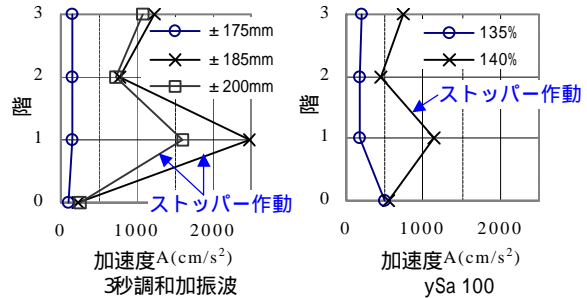 3
2
1
0
階
±175mm
±185mm
±200mm
ストッパー作動
0
1000
2000
加速度A(cm/s²)
3秒調和加振波
3
2
1
0
階
135%
140%
ストッパー作動
0
1000
2000
加速度A(cm/s²)
ySa 100